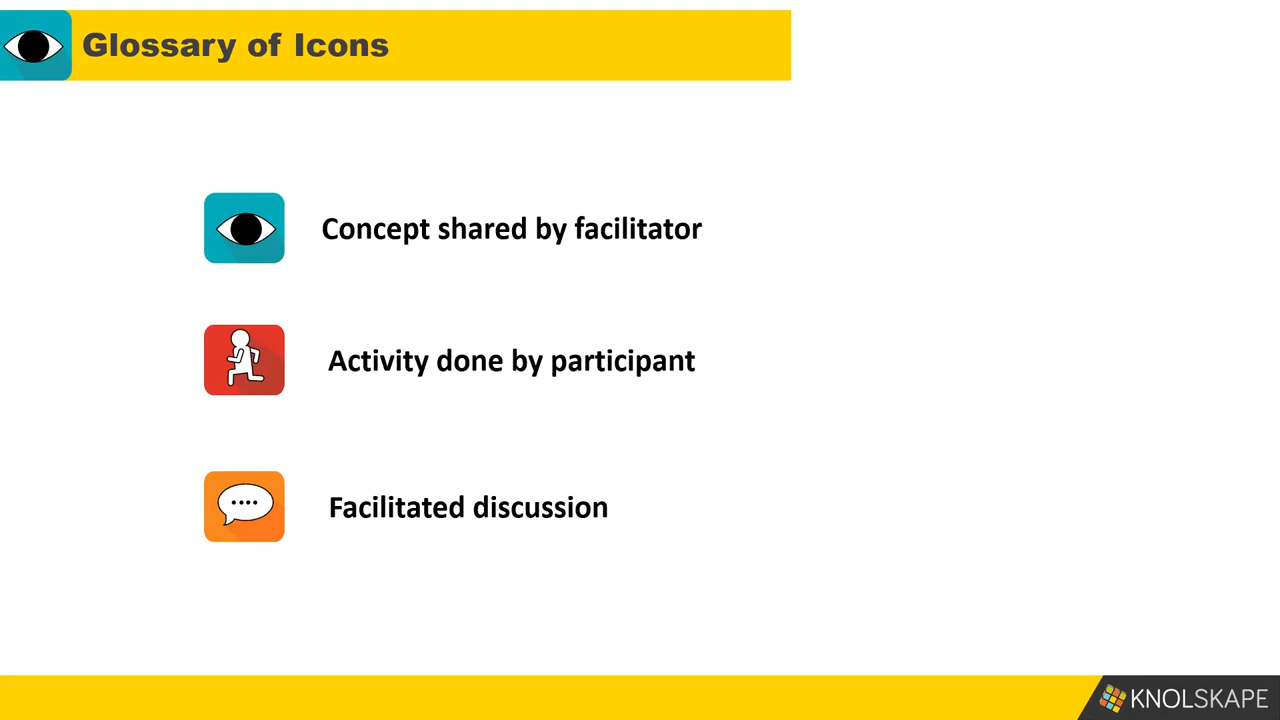 Glossary of Icons
Concept shared by facilitator
Activity done by participant
Facilitated discussion
KNOLSKAPE